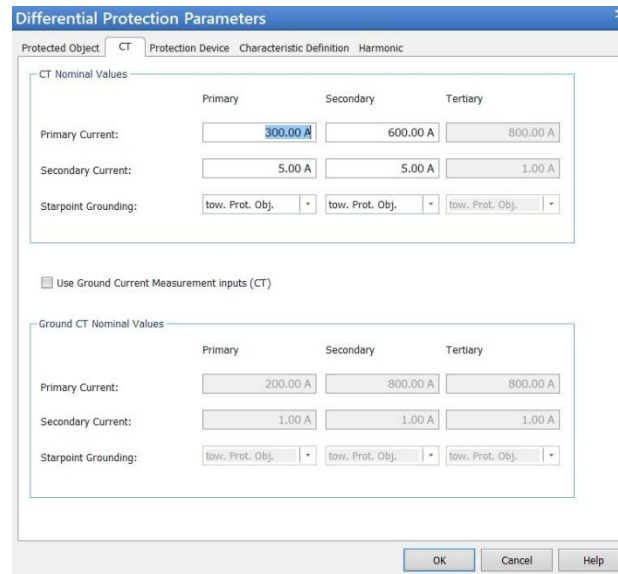 Differential Protection Parameters
Protected Object CT Protection Device Characteristic Definition Harmonic
CT Nominal Values
Primary Secondary Tertiary
Primary Current: 300.00 A 600.00 A 800.00 A
Secondary Current: 5.00 A 5.00 A 1.00 A
Starpoint Grounding: tow. Prot. Obj. tow. Prot. Obj. tow. Prot. Obj.
Use Ground Current Measurement inputs (CT)
Ground CT Nominal Values
Primary Secondary Tertiary
Primary Current: 200.00 A 800.00 A 800.00 A
Secondary Current: 1.00 A 1.00 A 1.00 A
Starpoint Grounding: tow. Prot. Obj. tow. Prot. Obj. tow. Prot. Obj.
OK Cancel Help